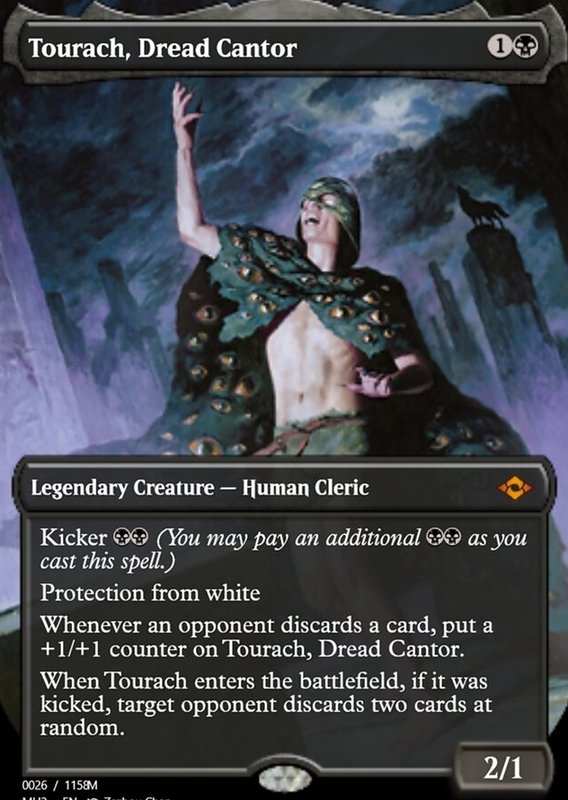 Tourach, Dread Cantor
1
Legendary Creature — Human Cleric
Kicker (You may pay an additional as you
cast this spell.)
Protection from white
Whenever an opponent discards a card, put a
+1/+1 counter on Tourach, Dread Cantor.
When Tourach enters the battlefield, if it was
kicked, target opponent discards two cards at
random.
2/1
0026 / 1158M